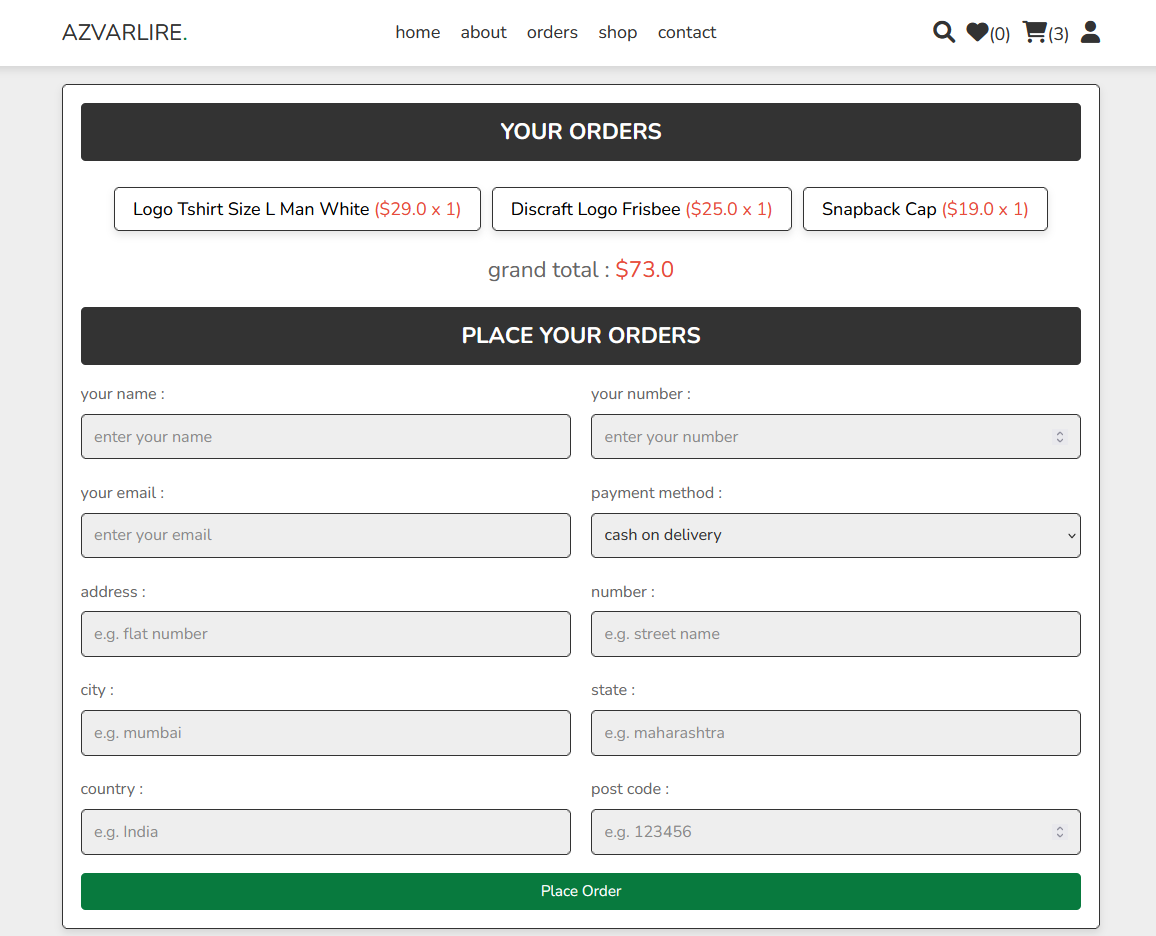 AZVARLIRE. home about orders shop contact (0) (3)
YOUR ORDERS
Logo Tshirt Size L Man White ($29.0 x 1) Discraft Logo Frisbee ($25.0 x 1) Snapback Cap ($19.0 x 1)
grand total : $73.0
PLACE YOUR ORDERS
your name : your number :
enter your name enter your number
your email : payment method :
enter your email cash on delivery
address : number :
e.g. flat number e.g. street name
city : state :
e.g. mumbai e.g. maharashtra
country : post code :
e.g. India e.g. 123456
Place Order